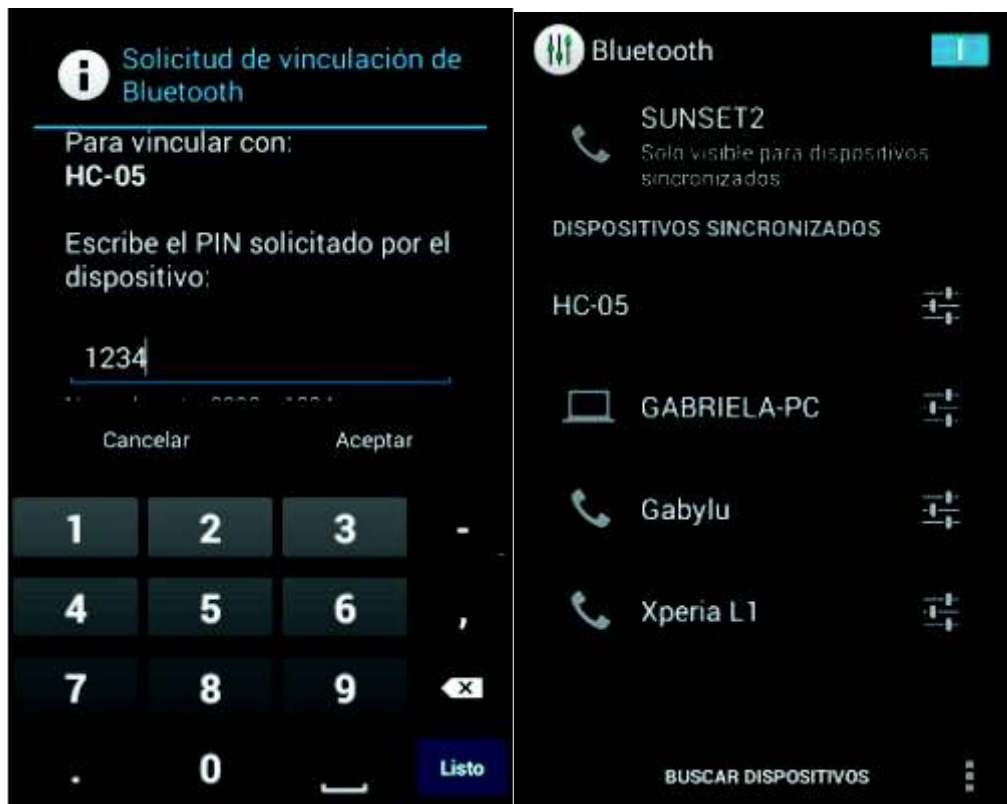 Solicitud de vinculación de
Bluetooth
Para vincular con:
HC-05
Escribe el PIN solicitado por el
dispositivo:
1234
Cancelar Aceptar
1 2 3 -
4 5 6 ,
7 8 9
. 0 Listo
Bluetooth
SUNSET2
Solo visible para dispositivos
sincronizados
DISPOSITIVOS SINCRONIZADOS
HC-05
GABRIELA-PC
Gabylu
Xperia L1
BUSCAR DISPOSITIVOS